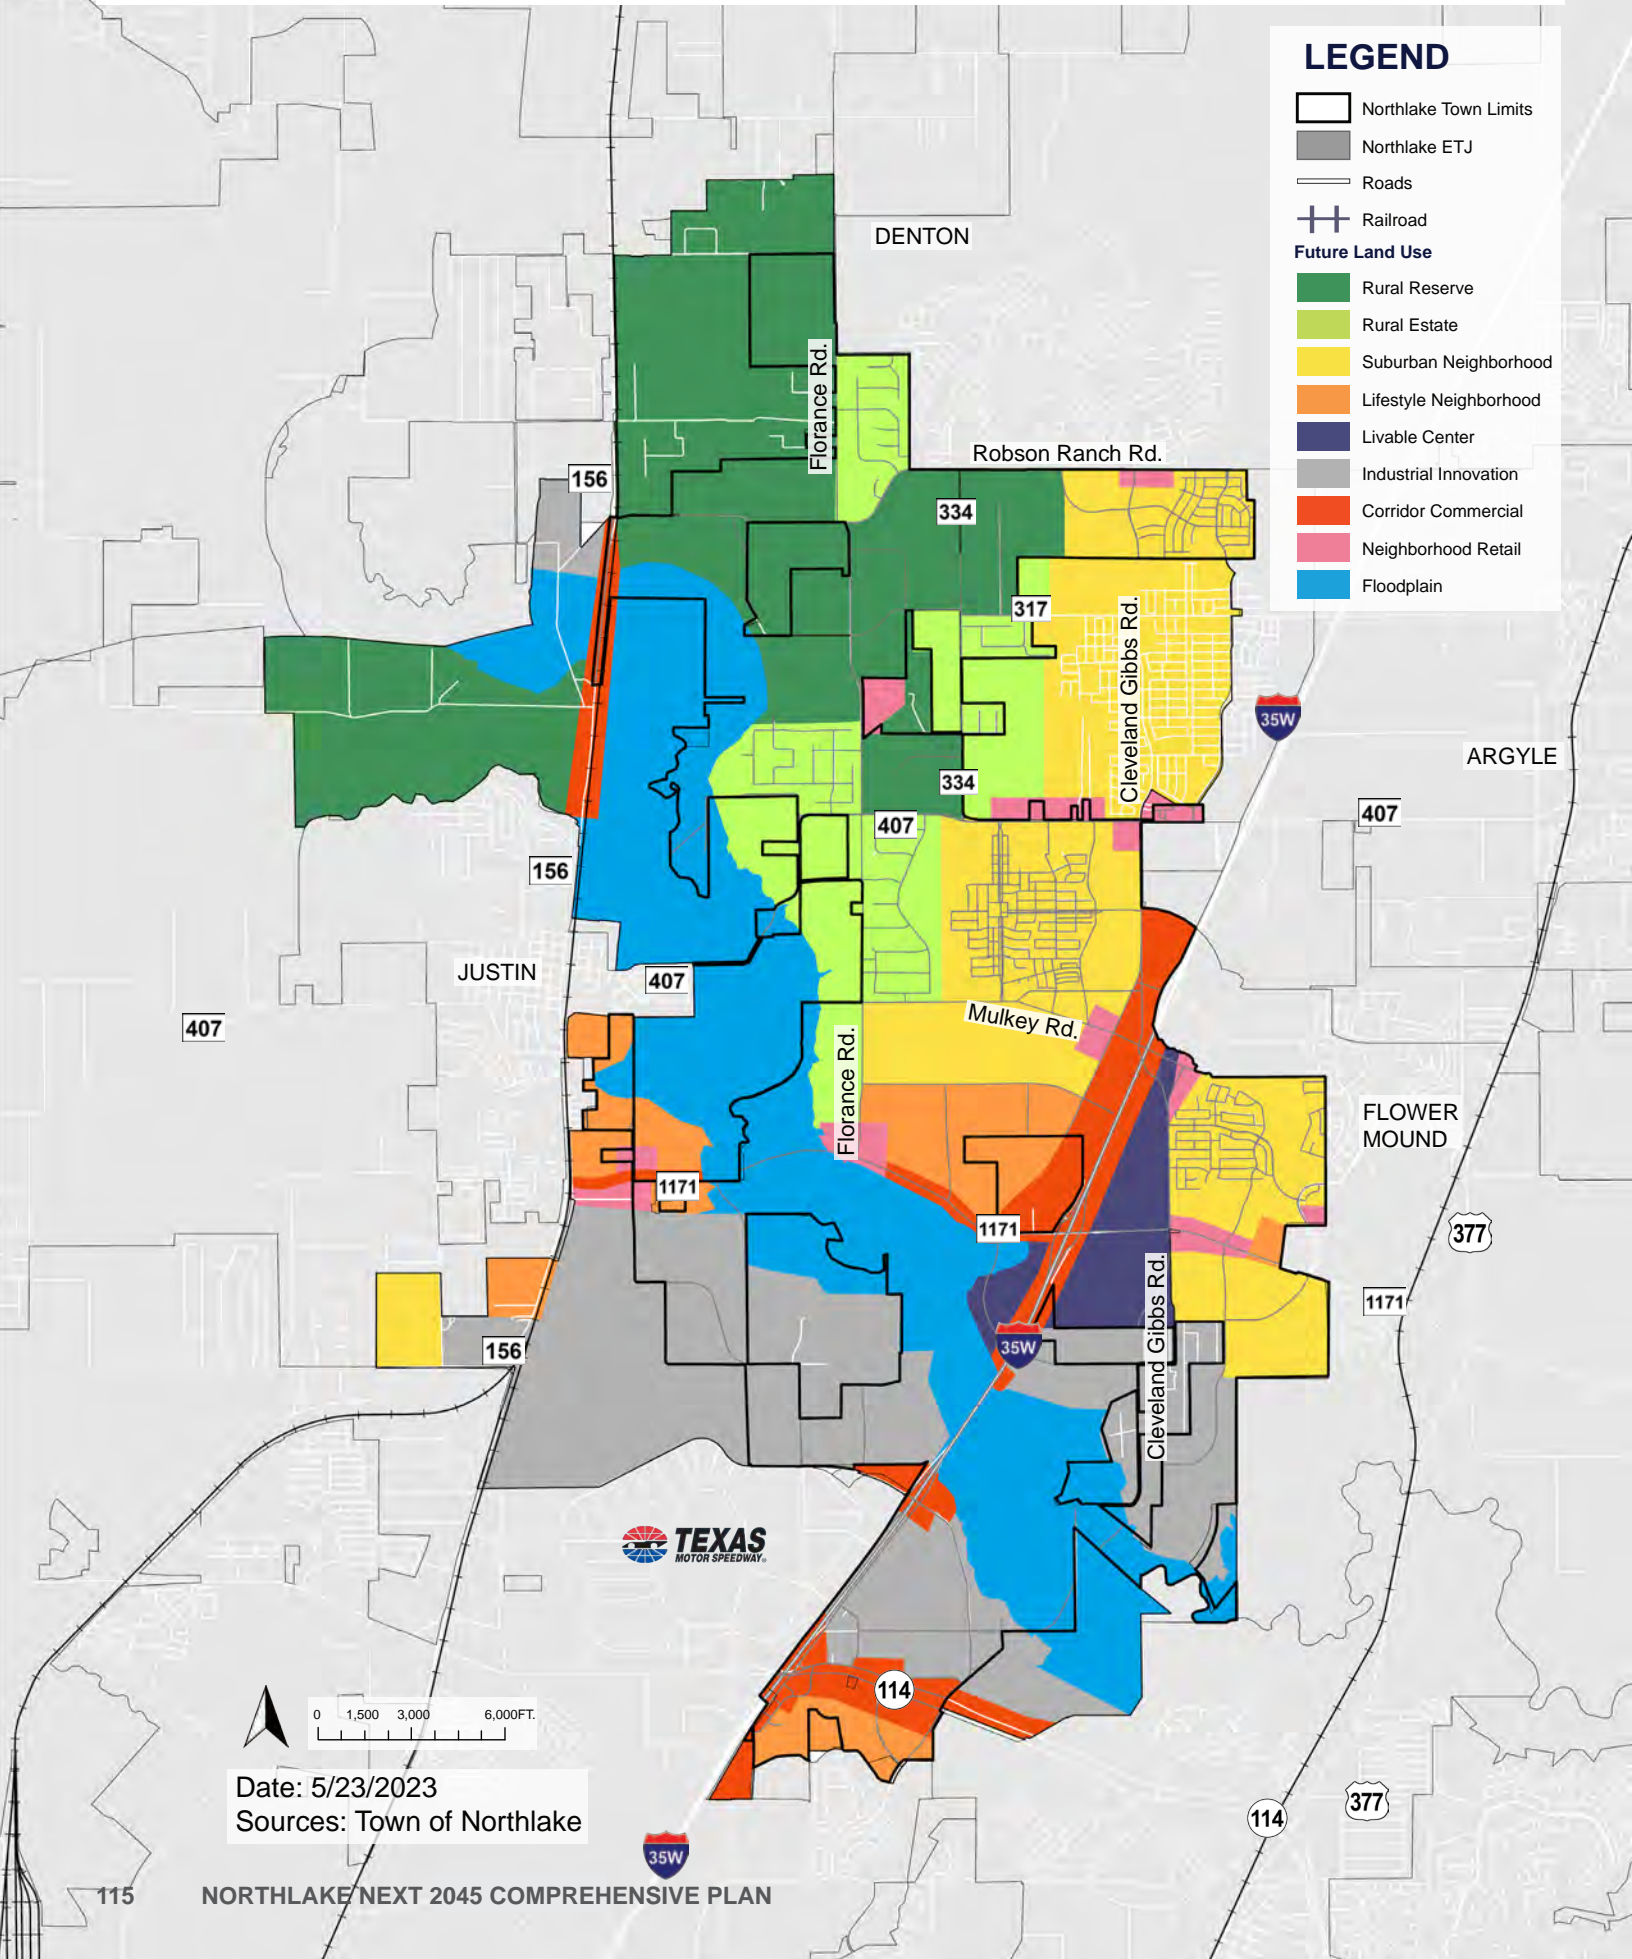 LEGEND
Northlake Town Limits
Northlake ETJ
Roads
Railroad
Future Land Use
Rural Reserve
Rural Estate
Suburban Neighborhood
Lifestyle Neighborhood
Livable Center
Industrial Innovation
Corridor Commercial
Neighborhood Retail
Floodplain
DENTON
Florance Rd.
Robson Ranch Rd.
156
334
317
Cleveland Gibbs Rd.
35W
ARGYLE
334
407
407
156
JUSTIN
407
407
Mulkey Rd.
Florance Rd.
FLOWER
MOUND
1171
1171
377
Cleveland Gibbs Rd.
1171
156
35W
TEXAS
MOTOR SPEEDWAY®
114
0 1,500 3,000 6,000FT.
Date: 5/23/2023
Sources: Town of Northlake
377
114
35W
115 NORTHLAKE NEXT 2045 COMPREHENSIVE PLAN